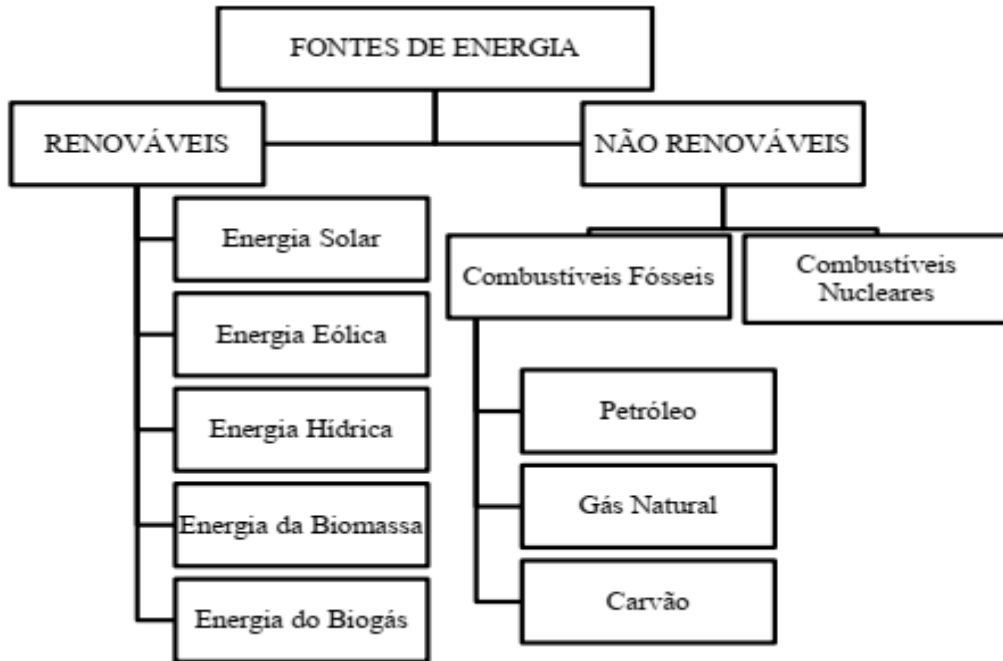 FONTES DE ENERGIA
RENOVÁVEIS
NÃO RENOVÁVEIS
Energia Solar
Energia Eólica
Energia Hídrica
Energia da Biomassa
Energia do Biogás
Combustíveis Fósseis
Combustíveis
Nucleares
Petróleo
Gás Natural
Carvão